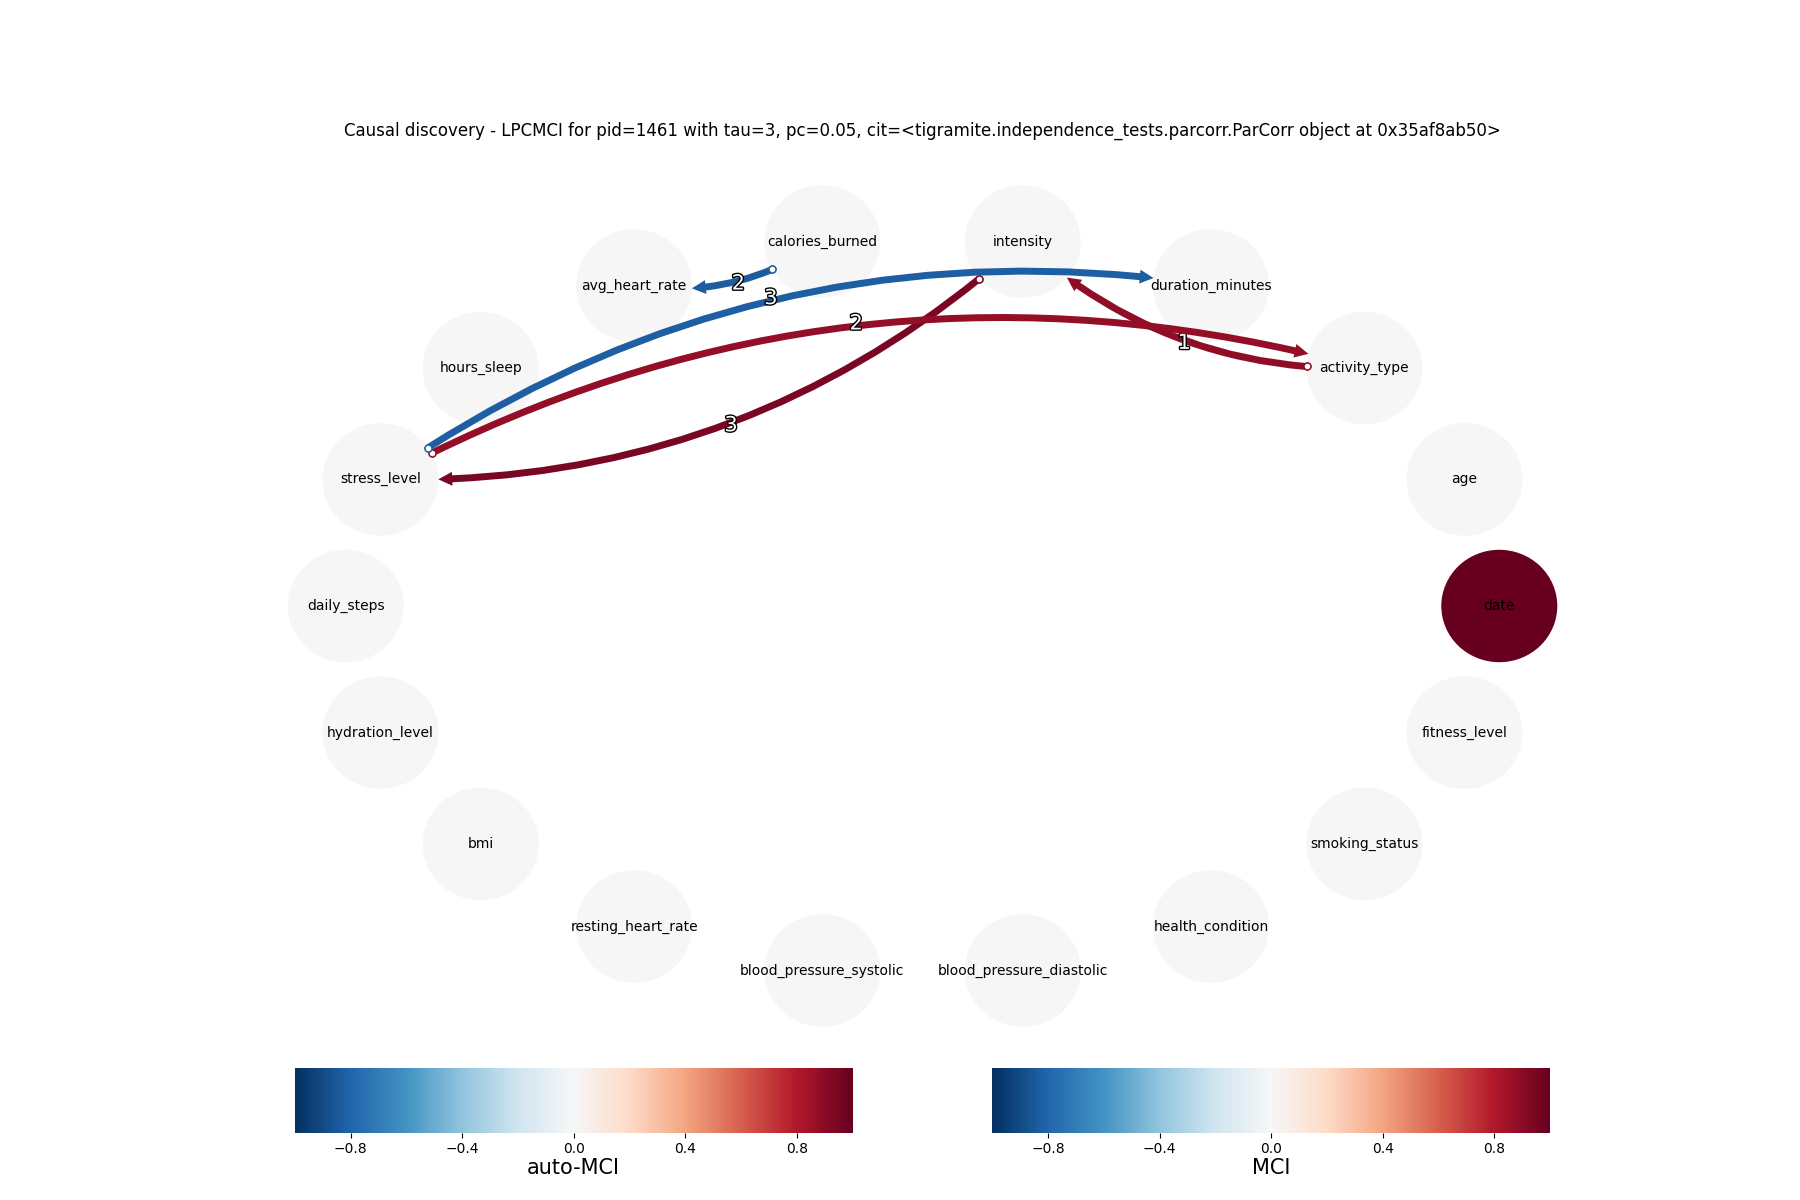 Causal discovery - LPCMCI for pid=1461 with tau=3, pc=0.05, cit=<tigramite.independence_tests.parcorr.ParCorr object at 0x35af8ab50>
calories_burned
intensity
avg_heart_rate
duration_minutes
2
3
2
1
hours_sleep
activity_type
3
stress_level
age
daily_steps
date
hydration_level
fitness_level
bmi
smoking_status
resting_heart_rate
health_condition
blood_pressure_systolic
blood_pressure_diastolic
−0.8 −0.4 0.0 0.4 0.8
auto-MCI
−0.8 −0.4 0.0 0.4 0.8
MCI